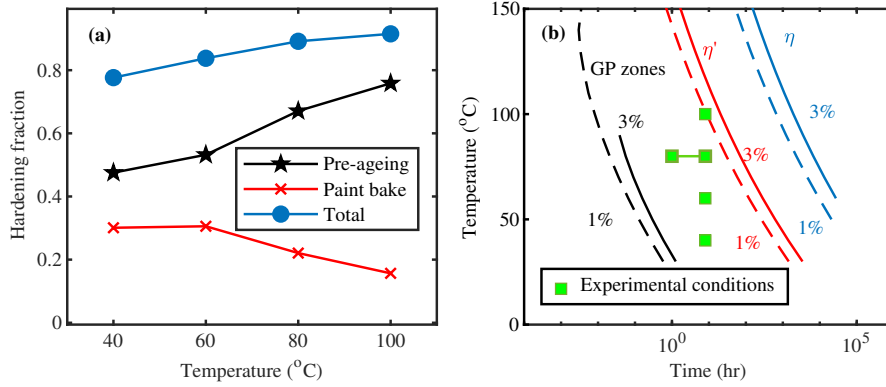 (a)
Hardening fraction
0.8
0.6
0.4
0.2
0
40
60
80
100
Temperature (°C)
Pre-ageing
Paint bake
Total
(b)
Temperature (°C)
150
100
50
0
10⁰
10⁵
Time (hr)
GP zones
η'
η
3%
3%
3%
1%
1%
1%
Experimental conditions